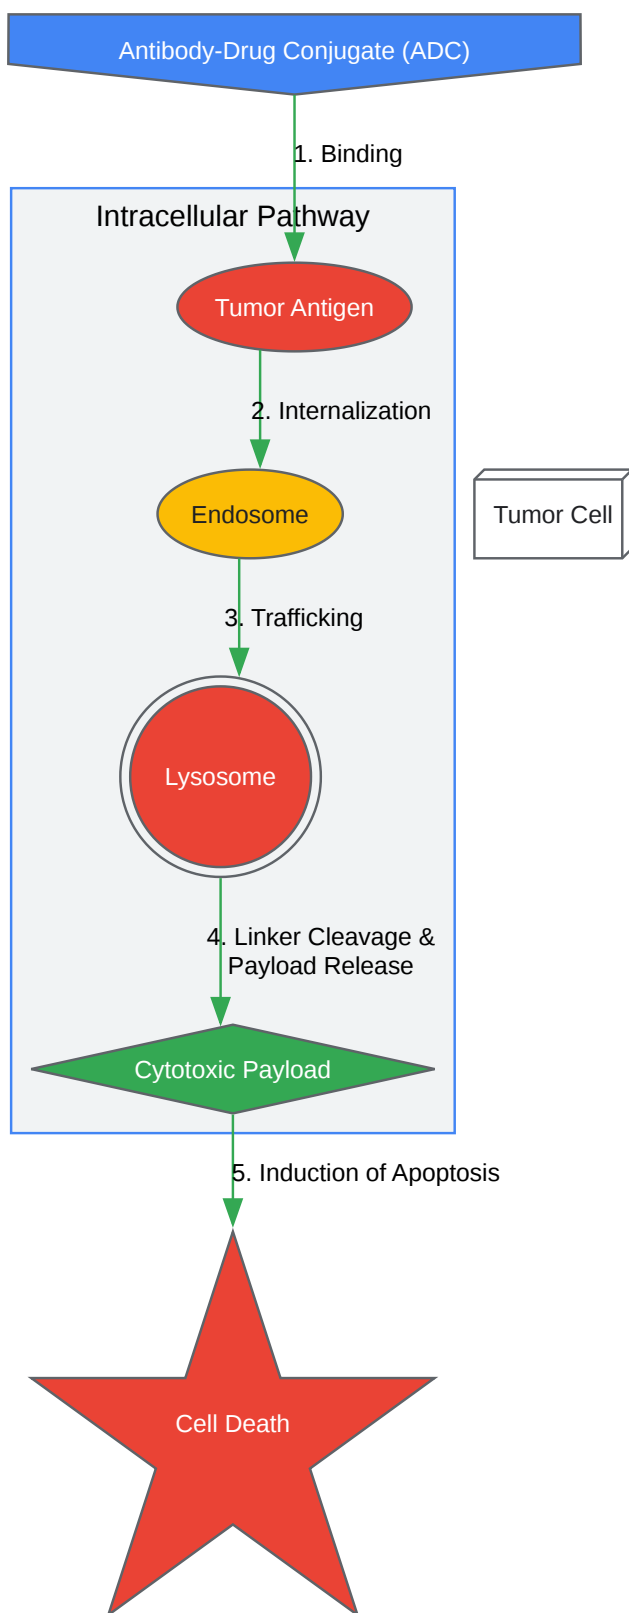 Antibody-Drug Conjugate (ADC)
1. Binding
Intracellular Pathway
Tumor Antigen
2. Internalization
Endosome
Tumor Cell
3. Trafficking
Lysosome
4. Linker Cleavage &
Payload Release
Cytotoxic Payload
5. Induction of Apoptosis
Cell Death